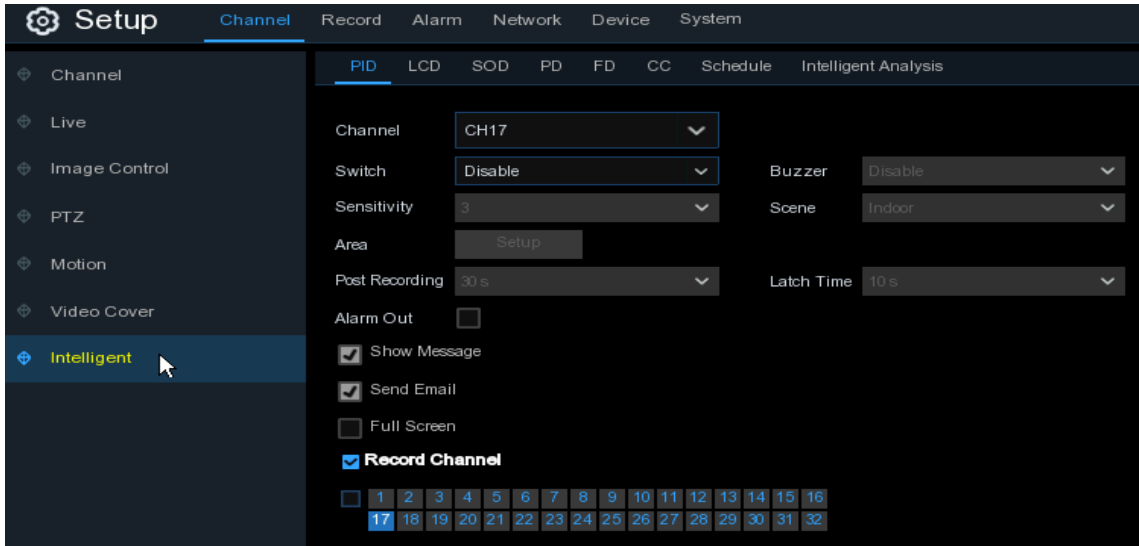 Setup Channel Record Alarm Network Device System
Channel
Live
Image Control
PTZ
Motion
Video Cover
Intelligent
PID LCD SOD PD FD CC Schedule Intelligent Analysis
Channel CH17
Switch Disable Buzzer Disable
Sensitivity 3 Scene Indoor
Area Setup
Post Recording 30 s Latch Time 10 s
Alarm Out
Show Message
Send Email
Full Screen
Record Channel
1 2 3 4 5 6 7 8 9 10 11 12 13 14 15 16
17 18 19 20 21 22 23 24 25 26 27 28 29 30 31 32